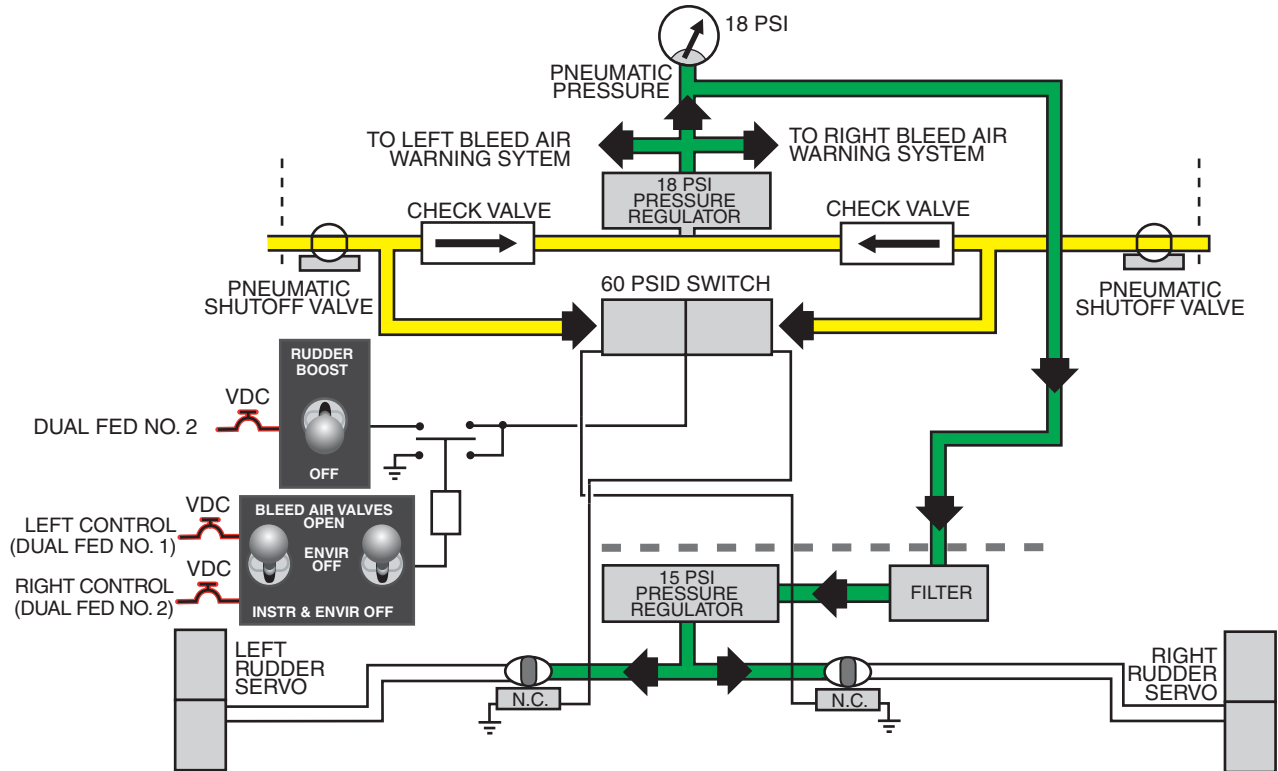 18 PSI
PNEUMATIC
PRESSURE
TO LEFT BLEED AIR
WARNING SYTEM
TO RIGHT BLEED AIR
WARNING SYSTEM
18 PSI
PRESSURE
REGULATOR
CHECK VALVE
CHECK VALVE
PNEUMATIC
SHUTOFF VALVE
60 PSID SWITCH
PNEUMATIC
SHUTOFF VALVE
RUDDER
BOOST
OFF
VDC
DUAL FED NO. 2
VDC
LEFT CONTROL
(DUAL FED NO. 1)
VDC
RIGHT CONTROL
(DUAL FED NO. 2)
BLEED AIR VALVES
OPEN
ENVIR
OFF
INSTR & ENVIR OFF
15 PSI
PRESSURE
REGULATOR
FILTER
LEFT
RUDDER
SERVO
N.C.
N.C.
RIGHT
RUDDER
SERVO